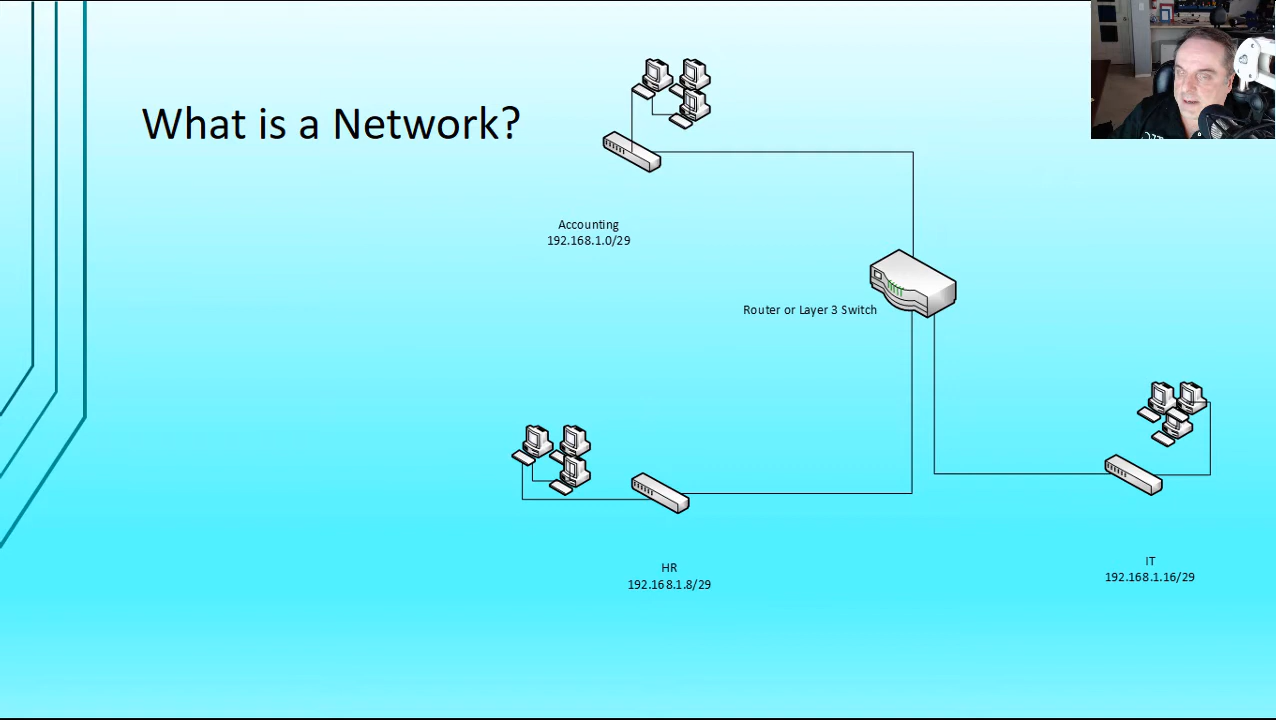 What is a Network?
Accounting
192.168.1.0/29
Router or Layer 3 Switch
HR
192.168.1.8/29
IT
192.168.1.16/29